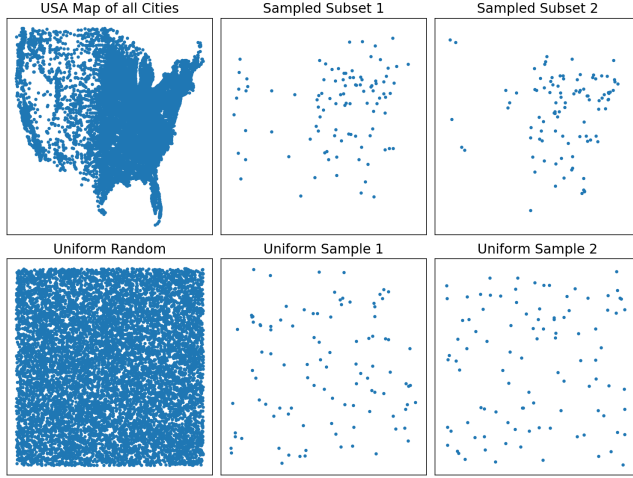 USA Map of all Cities
Sampled Subset 1
Sampled Subset 2
Uniform Random
Uniform Sample 1
Uniform Sample 2